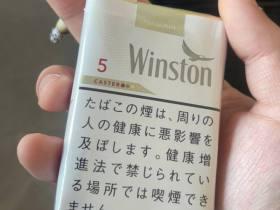 Winston
5
CASTER
たばこの煙は、周りの
人の健康に悪影響を
及ぼします。健康増
進法で禁じられてい
る場所では喫煙でき
ません。